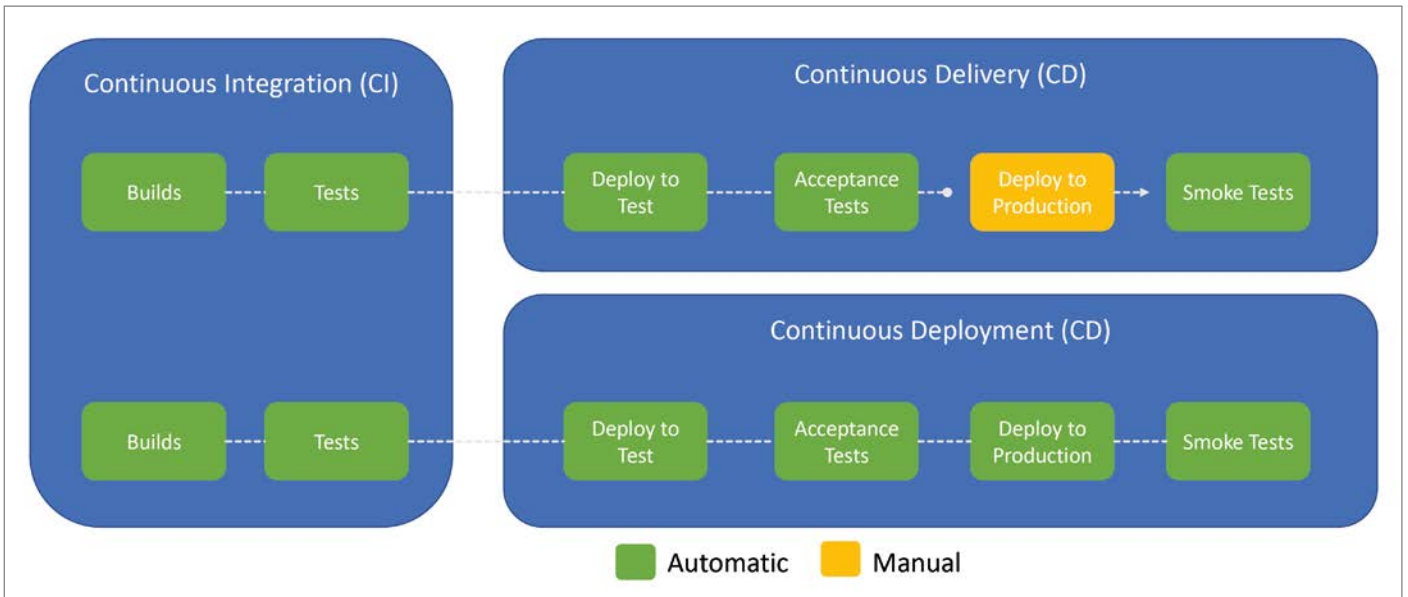 Continuous Integration (CI)
Continuous Delivery (CD)
Builds
Tests
Deploy to
Test
Acceptance
Tests
Deploy to
Production
Smoke Tests
Continuous Deployment (CD)
Builds
Tests
Deploy to
Test
Acceptance
Tests
Deploy to
Production
Smoke Tests
Automatic
Manual